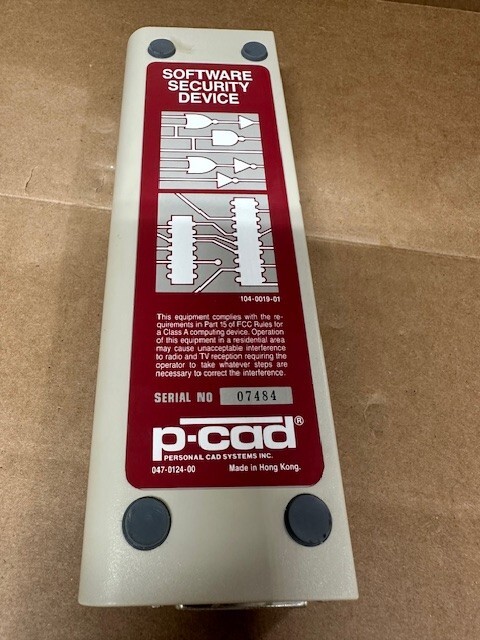 SOFTWARE
SECURITY
DEVICE
104-0019-01
This equipment complies with the re-
quirements in Part 15 of FCC Rules for
a Class A computing device. Operation
of this equipment in a residential area
may cause unacceptable interference
to radio and TV reception requiring the
operator to take whatever steps are
necessary to correct the interference.
SERIAL NO 07484
p-cad®
PERSONAL CAD SYSTEMS INC.
047-0124-00 Made in Hong Kong.